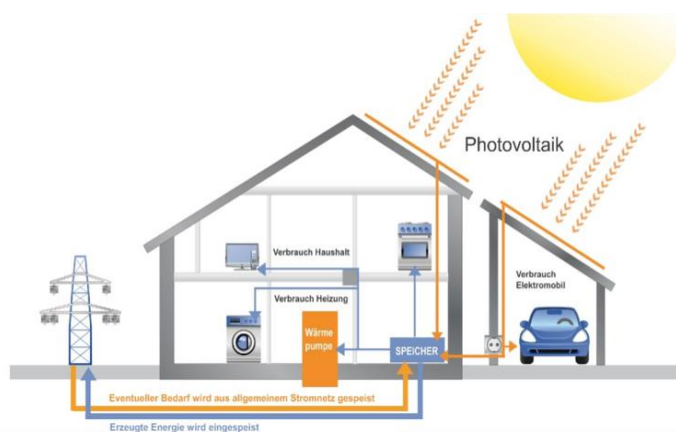 Photovoltaik
Verbrauch Haushalt
Verbrauch
Elektromobil
Verbrauch Heizung
Wärme
pumpe
SPEICHER
Eventueller Bedarf wird aus allgemeinem Stromnetz gespeist
Erzeugte Energie wird eingespeist